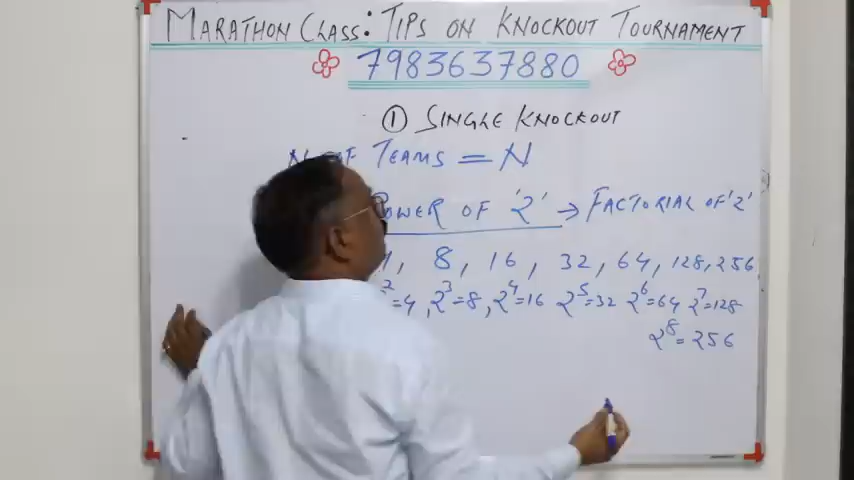 MARATHON CLASS: TIPS ON KNOCKOUT TOURNAMENT
7983637880
① SINGLE KNOCKOUT
OF TEAMS = N
POWER OF '2' → FACTORIAL OF '2'
4, 8, 16, 32, 64, 128, 256
²=4, 2³=8, 2⁴=16 2⁵=32 2⁶=64 2⁷=128
2⁸=256